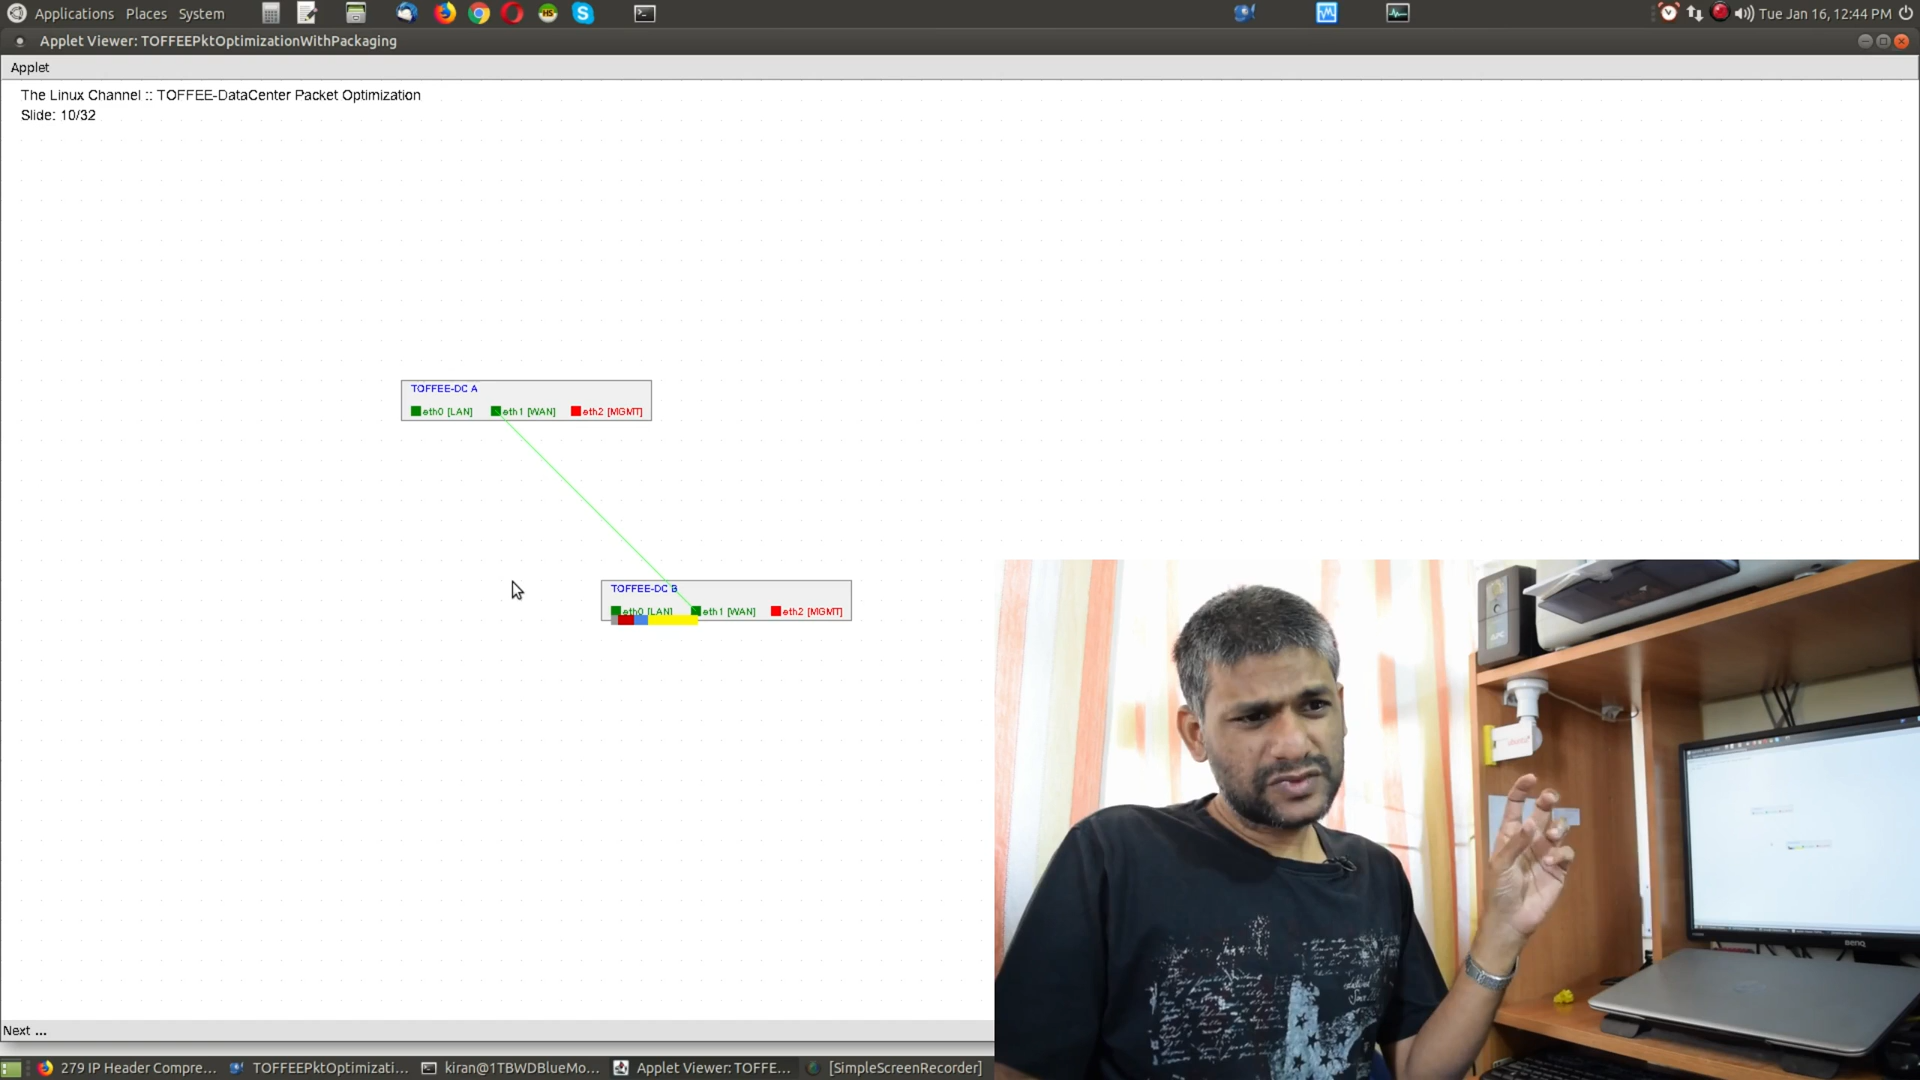 Applications Places System
Tue Jan 16, 12:44 PM
Applet Viewer: TOFFEEPktOptimizationWithPackaging
Applet
The Linux Channel :: TOFFEE-DataCenter Packet Optimization
Slide: 10/32
TOFFEE-DC A
eth0 [LAN] eth1 [WAN] eth2 [MGMT]
TOFFEE-DC B
eth0 [LAN] eth1 [WAN] eth2 [MGMT]
APC
BenQ
Next ...
279 IP Header Compre... TOFFEEPktOptimizati... kiran@1TBWDBlueMo... Applet Viewer: TOFFE... [SimpleScreenRecorder]